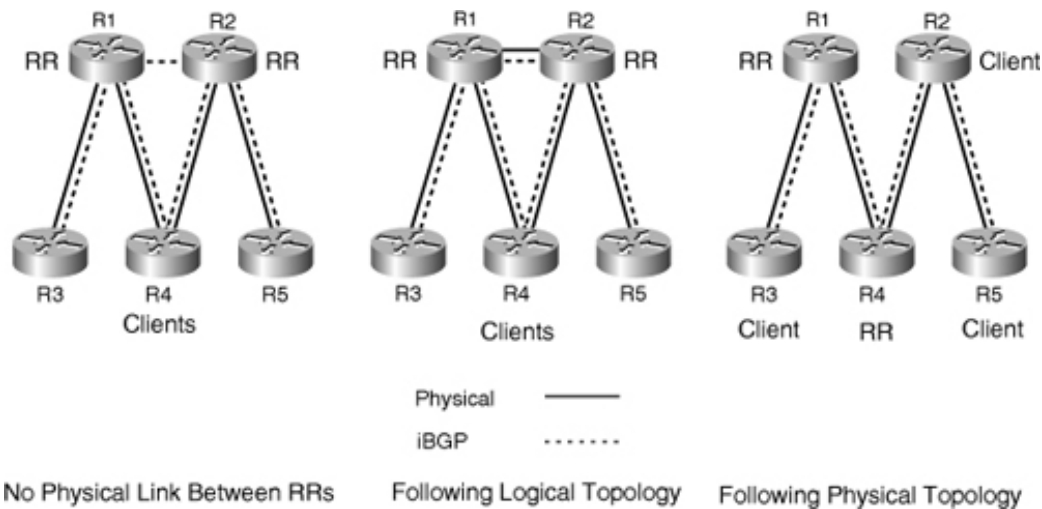 R1 R2
RR RR
R3 R4 R5
Clients
R1 R2
RR RR
R3 R4 R5
Clients
R1 R2
RR Client
R3 R4 R5
Client RR Client
Physical
iBGP
No Physical Link Between RRs
Following Logical Topology
Following Physical Topology